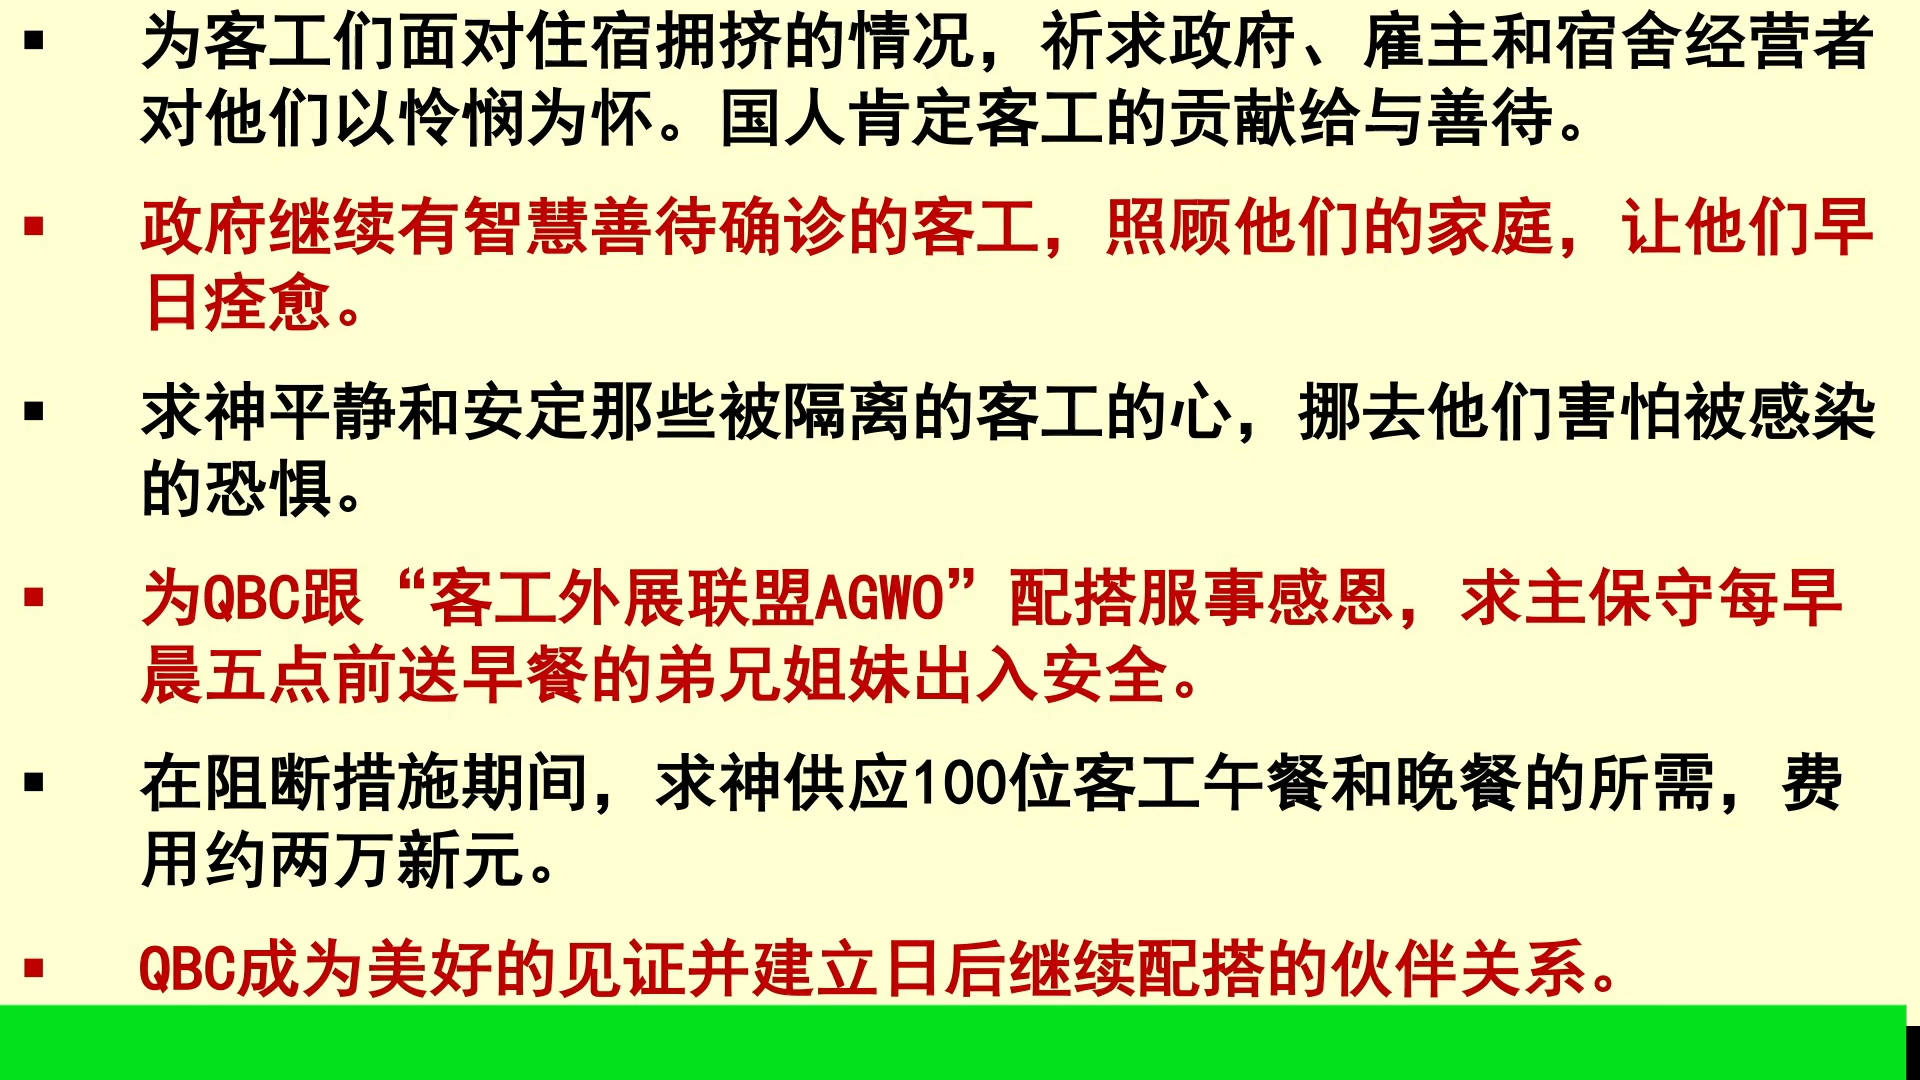 ▪ 为客工们面对住宿拥挤的情况，祈求政府、雇主和宿舍经营者
对他们以怜悯为怀。国人肯定客工的贡献给与善待。
▪ 政府继续有智慧善待确诊的客工，照顾他们的家庭，让他们早
日痊愈。
▪ 求神平静和安定那些被隔离的客工的心，挪去他们害怕被感染
的恐惧。
▪ 为QBC跟“客工外展联盟AGWO”配搭服事感恩，求主保守每早
晨五点前送早餐的弟兄姐妹出入安全。
▪ 在阻断措施期间，求神供应100位客工午餐和晚餐的所需，费
用约两万新元。
▪ QBC成为美好的见证并建立日后继续配搭的伙伴关系。